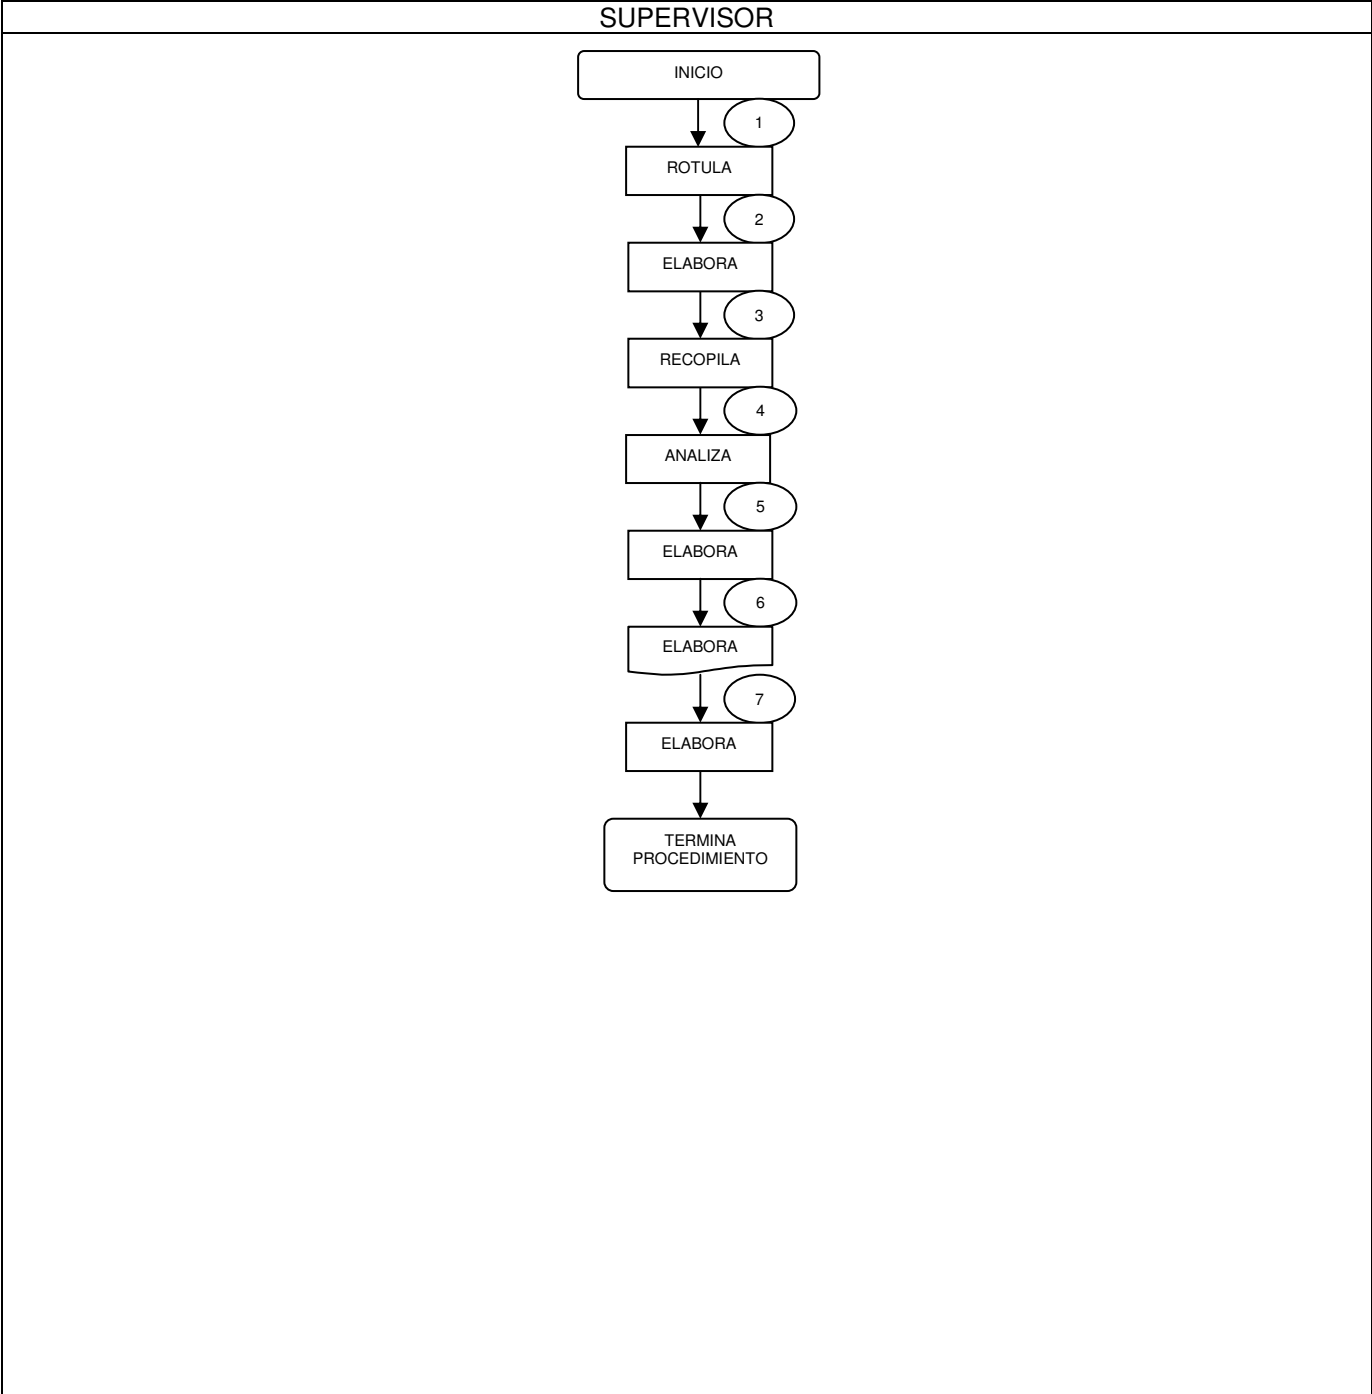 SUPERVISOR
INICIO
1
ROTULA
2
ELABORA
3
RECOPILA
4
ANALIZA
5
ELABORA
6
ELABORA
7
ELABORA
TERMINA
PROCEDIMIENTO